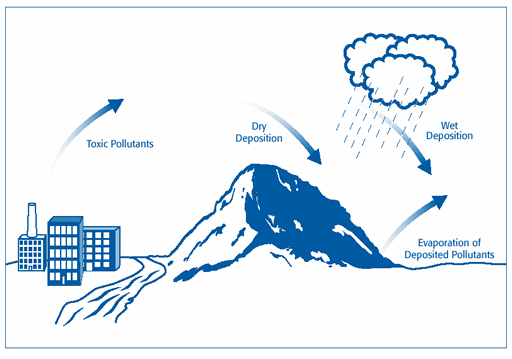 Toxic Pollutants
Dry
Deposition
Wet
Deposition
Evaporation of
Deposited Pollutants